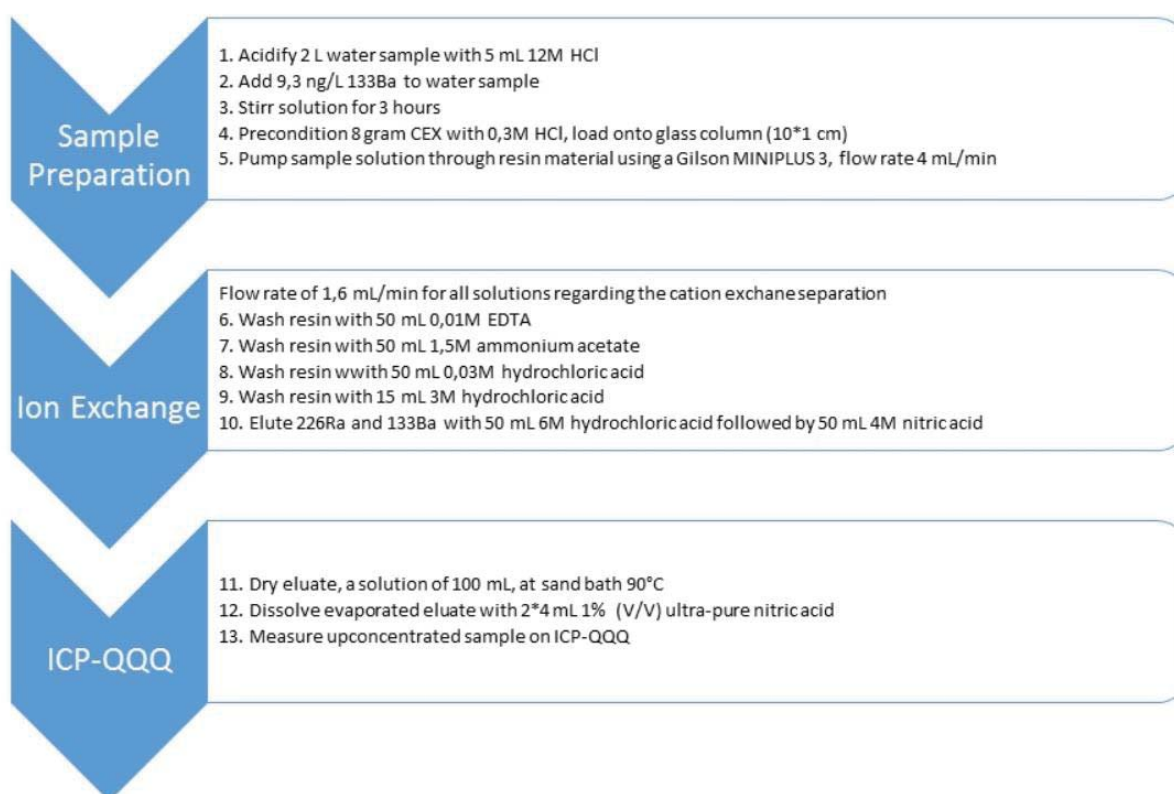 Sample
Preparation
1. Acidify 2 L water sample with 5 mL 12M HCl
2. Add 9,3 ng/L 133Ba to water sample
3. Stirr solution for 3 hours
4. Precondition 8 gram CEX with 0,3M HCl, load onto glass column (10*1 cm)
5. Pump sample solution through resin material using a Gilson MINIPLUS 3, flow rate 4 mL/min
Ion Exchange
Flow rate of 1,6 mL/min for all solutions regarding the cation exchane separation
6. Wash resin with 50 mL 0,01M EDTA
7. Wash resin with 50 mL 1,5M ammonium acetate
8. Wash resin wwith 50 mL 0,03M hydrochloric acid
9. Wash resin with 15 mL 3M hydrochloric acid
10. Elute 226Ra and 133Ba with 50 mL 6M hydrochloric acid followed by 50 mL 4M nitric acid
ICP-QQQ
11. Dry eluate, a solution of 100 mL, at sand bath 90°C
12. Dissolve evaporated eluate with 2*4 mL 1% (V/V) ultra-pure nitric acid
13. Measure upconcentrated sample on ICP-QQQ